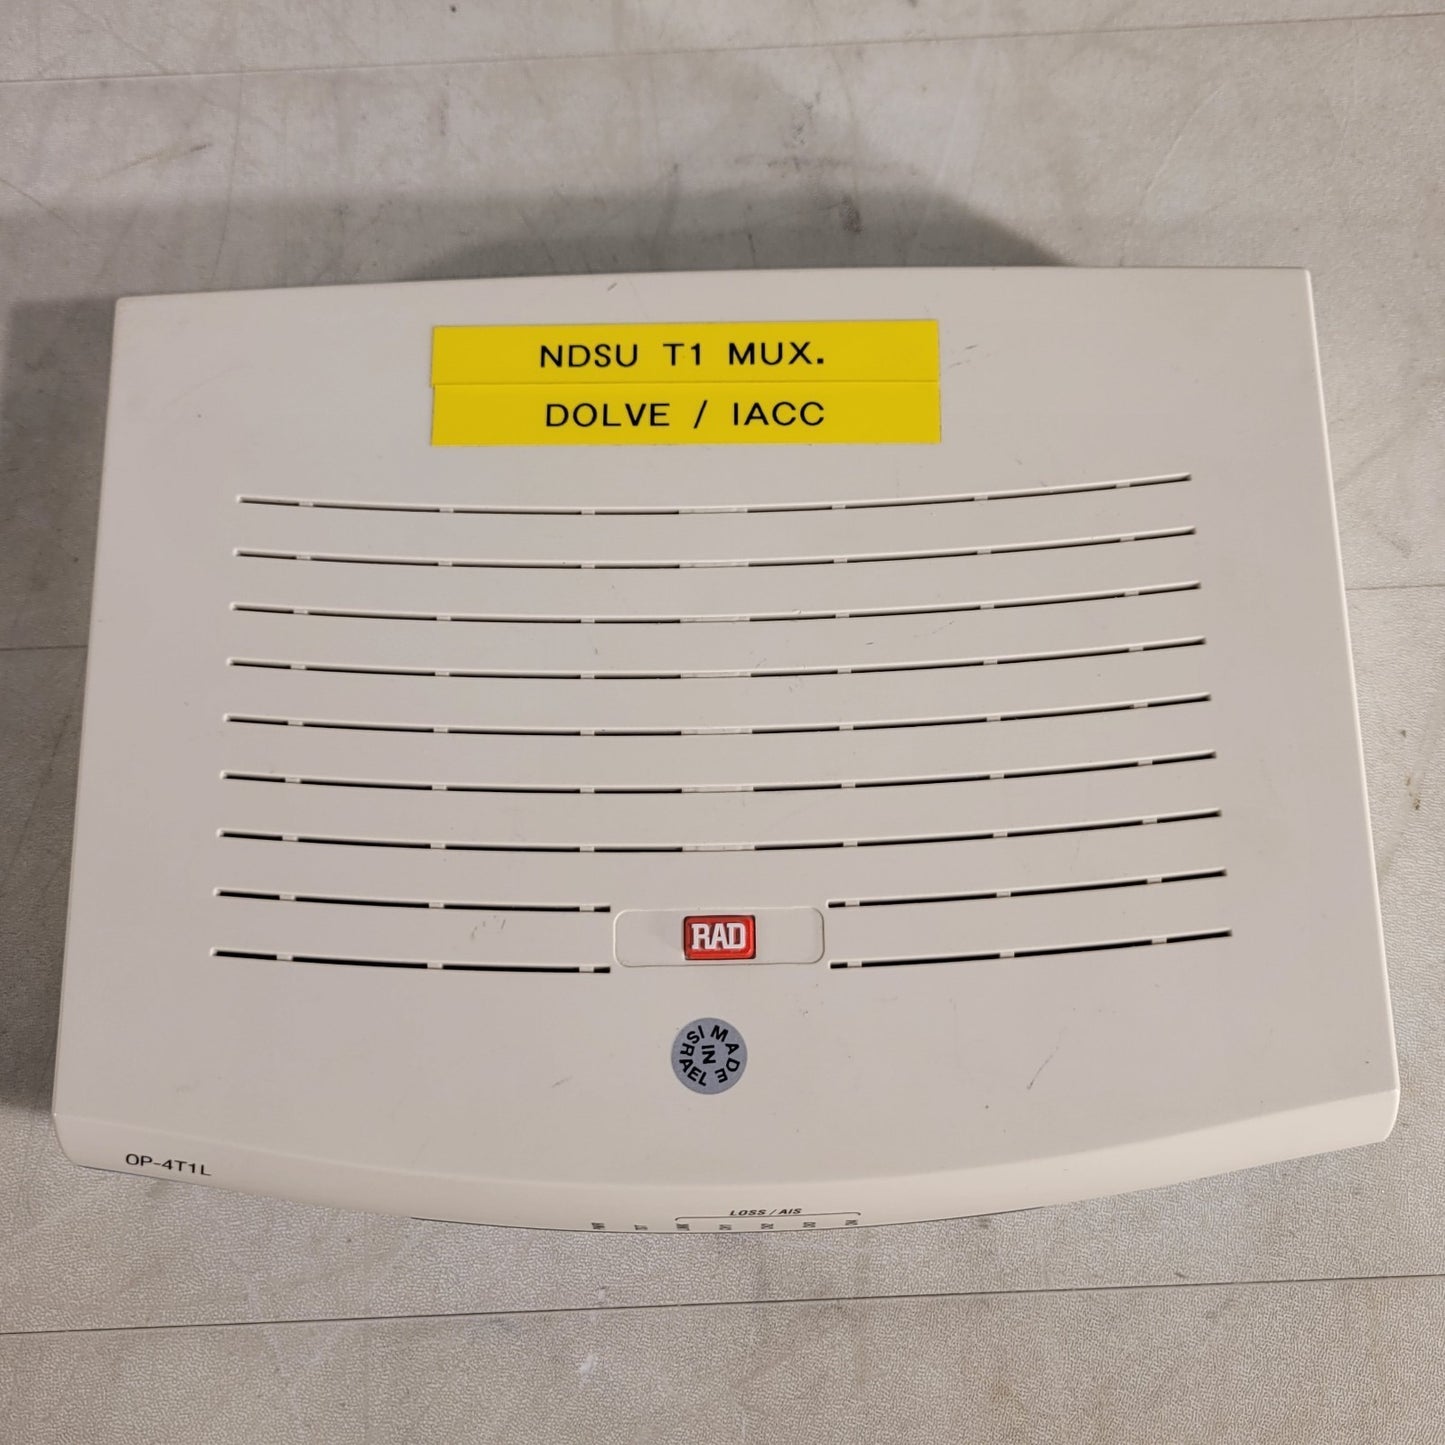 NDSU T1 MUX.
DOLVE / IACC
RAD
MADE IN ISRAEL
OP-4T1L
LOSS / AIS